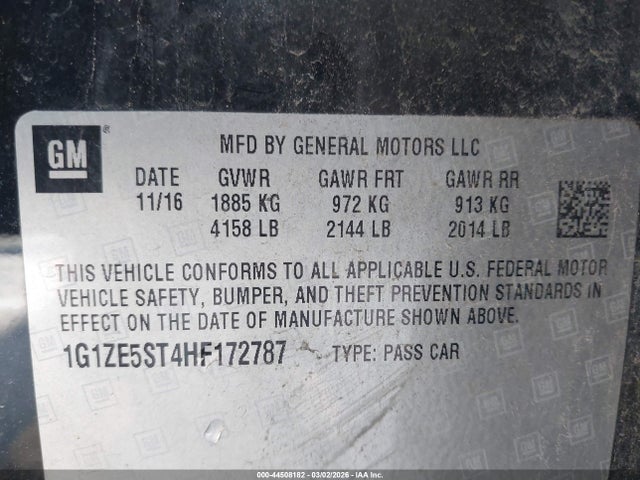 GM
MFD BY GENERAL MOTORS LLC
DATE GVWR GAWR FRT GAWR RR
11/16 1885 KG 972 KG 913 KG
4158 LB 2144 LB 2014 LB
THIS VEHICLE CONFORMS TO ALL APPLICABLE U.S. FEDERAL MOTOR
VEHICLE SAFETY, BUMPER, AND THEFT PREVENTION STANDARDS IN
EFFECT ON THE DATE OF MANUFACTURE SHOWN ABOVE.
1G1ZE5ST4HF172787 TYPE: PASS CAR
000-44508182 | 03/02/2026 | IAA Inc.